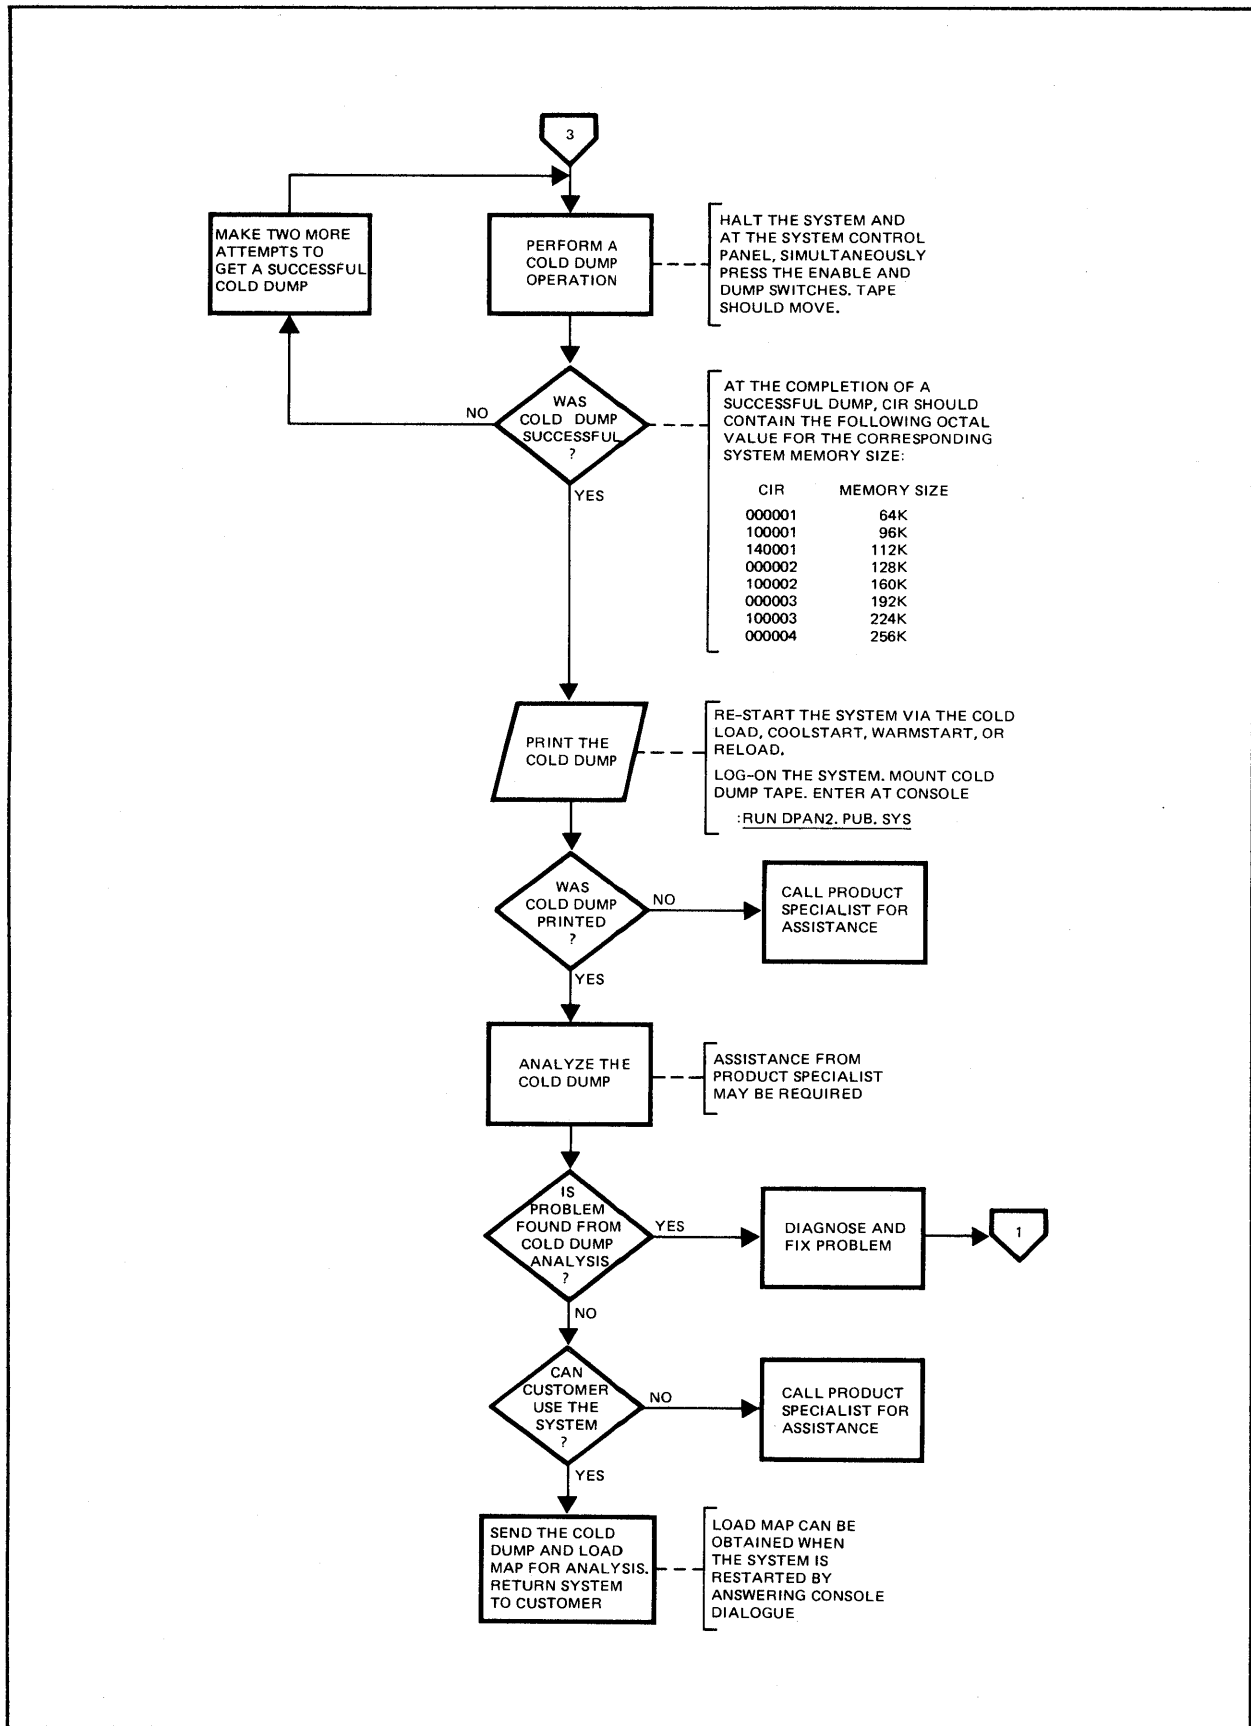 3
MAKE TWO MORE
ATTEMPTS TO
GET A SUCCESSFUL
COLD DUMP
PERFORM A
COLD DUMP
OPERATION
HALT THE SYSTEM AND
AT THE SYSTEM CONTROL
PANEL, SIMULTANEOUSLY
PRESS THE ENABLE AND
DUMP SWITCHES. TAPE
SHOULD MOVE.
WAS
COLD DUMP
SUCCESSFUL
?
NO
YES
AT THE COMPLETION OF A
SUCCESSFUL DUMP, CIR SHOULD
CONTAIN THE FOLLOWING OCTAL
VALUE FOR THE CORRESPONDING
SYSTEM MEMORY SIZE:
CIR MEMORY SIZE
000001 64K
100001 96K
140001 112K
000002 128K
100002 160K
000003 192K
100003 224K
000004 256K
PRINT THE
COLD DUMP
RE-START THE SYSTEM VIA THE COLD
LOAD, COOLSTART, WARMSTART, OR
RELOAD.
LOG-ON THE SYSTEM. MOUNT COLD
DUMP TAPE. ENTER AT CONSOLE
:RUN DPAN2. PUB. SYS
WAS
COLD DUMP
PRINTED
?
NO
YES
CALL PRODUCT
SPECIALIST FOR
ASSISTANCE
ANALYZE THE
COLD DUMP
ASSISTANCE FROM
PRODUCT SPECIALIST
MAY BE REQUIRED
IS
PROBLEM
FOUND FROM
COLD DUMP
ANALYSIS
?
YES
NO
DIAGNOSE AND
FIX PROBLEM
1
CAN
CUSTOMER
USE THE
SYSTEM
?
NO
YES
CALL PRODUCT
SPECIALIST FOR
ASSISTANCE
SEND THE COLD
DUMP AND LOAD
MAP FOR ANALYSIS.
RETURN SYSTEM
TO CUSTOMER
LOAD MAP CAN BE
OBTAINED WHEN
THE SYSTEM IS
RESTARTED BY
ANSWERING CONSOLE
DIALOGUE